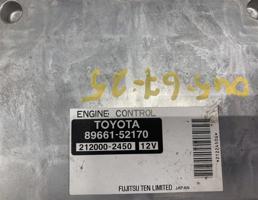 ENGINE CONTROL
TOYOTA
89661-52170
212000-2450 12V
FUJITSU TEN LIMITED JAPAN